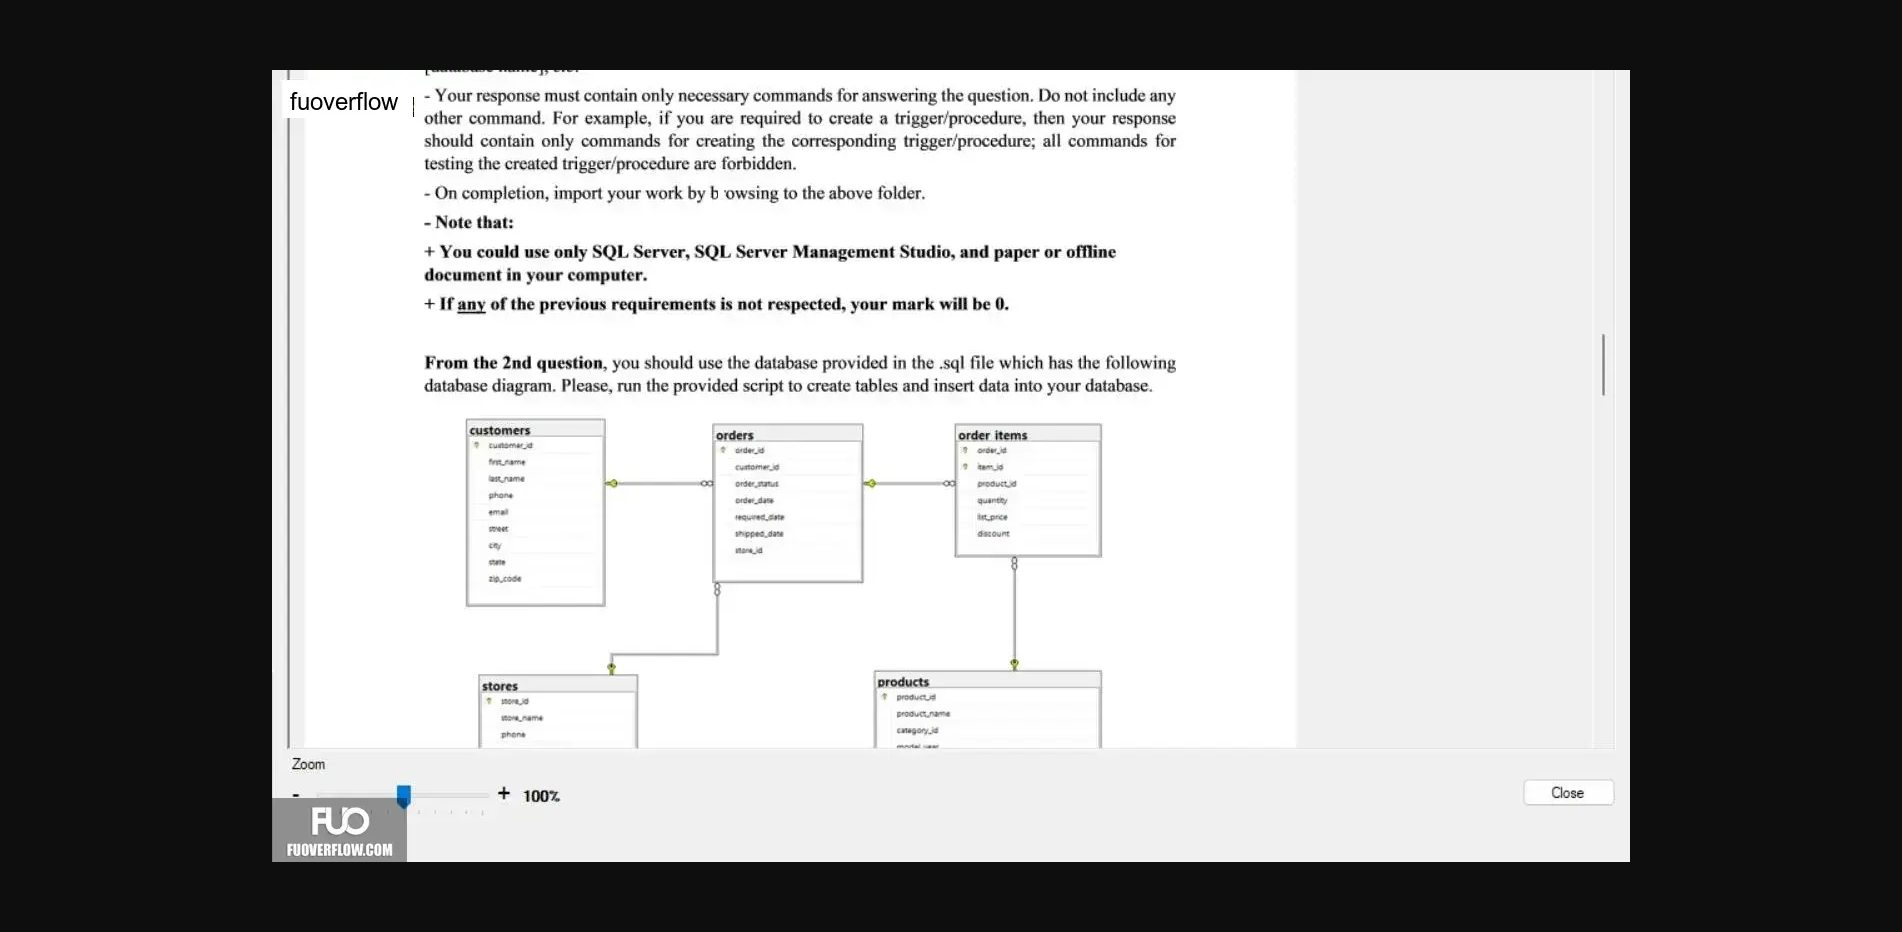 fuoverflow
- Your response must contain only necessary commands for answering the question. Do not include any
other command. For example, if you are required to create a trigger/procedure, then your response
should contain only commands for creating the corresponding trigger/procedure; all commands for
testing the created trigger/procedure are forbidden.
- On completion, import your work by b owsing to the above folder.
- Note that:
+ You could use only SQL Server, SQL Server Management Studio, and paper or offline
document in your computer.
+ If any of the previous requirements is not respected, your mark will be 0.
From the 2nd question, you should use the database provided in the .sql file which has the following
database diagram. Please, run the provided script to create tables and insert data into your database.
customers
customer_id
first_name
last_name
phone
email
street
city
state
zip_code
orders
order_id
customer_id
order_status
order_date
required_date
shipped_date
store_id
order items
order_id
item_id
product_id
quantity
list_price
discount
stores
store_id
store_name
phone
products
product_id
product_name
category_id
model_year
Zoom
- + 100%
Close
FUO
FUOVERFLOW.COM